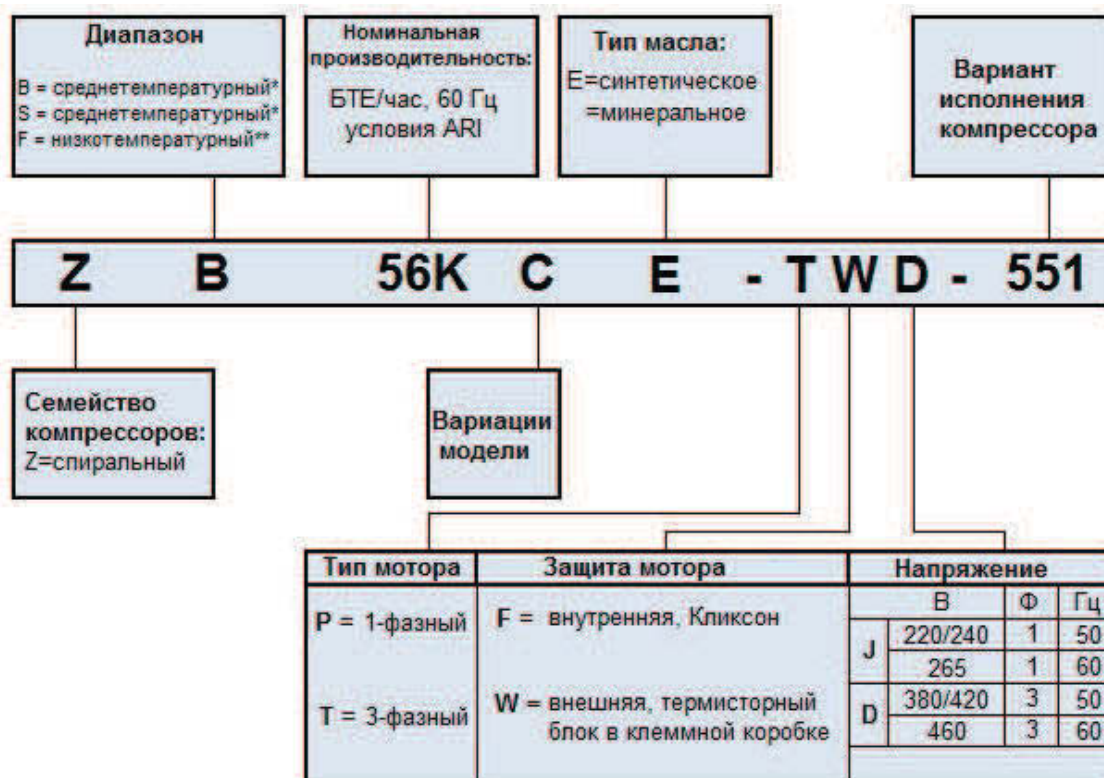 Диапазон
B = среднетемпературный*
S = среднетемпературный*
F = низкотемпературный**
Номинальная
производительность:
БТЕ/час, 60 Гц
условия ARI
Тип масла:
E=синтетическое
=минеральное
Вариант
исполнения
компрессора
Z B 56K C E - T W D - 551
Семейство
компрессоров:
Z=спиральный
Вариации
модели
Тип мотора Защита мотора Напряжение
P = 1-фазный
T = 3-фазный
F = внутренняя, Кликсон
W = внешняя, термисторный
блок в клеммной коробке
В Ф Гц
J 220/240 1 50
265 1 60
D 380/420 3 50
460 3 60